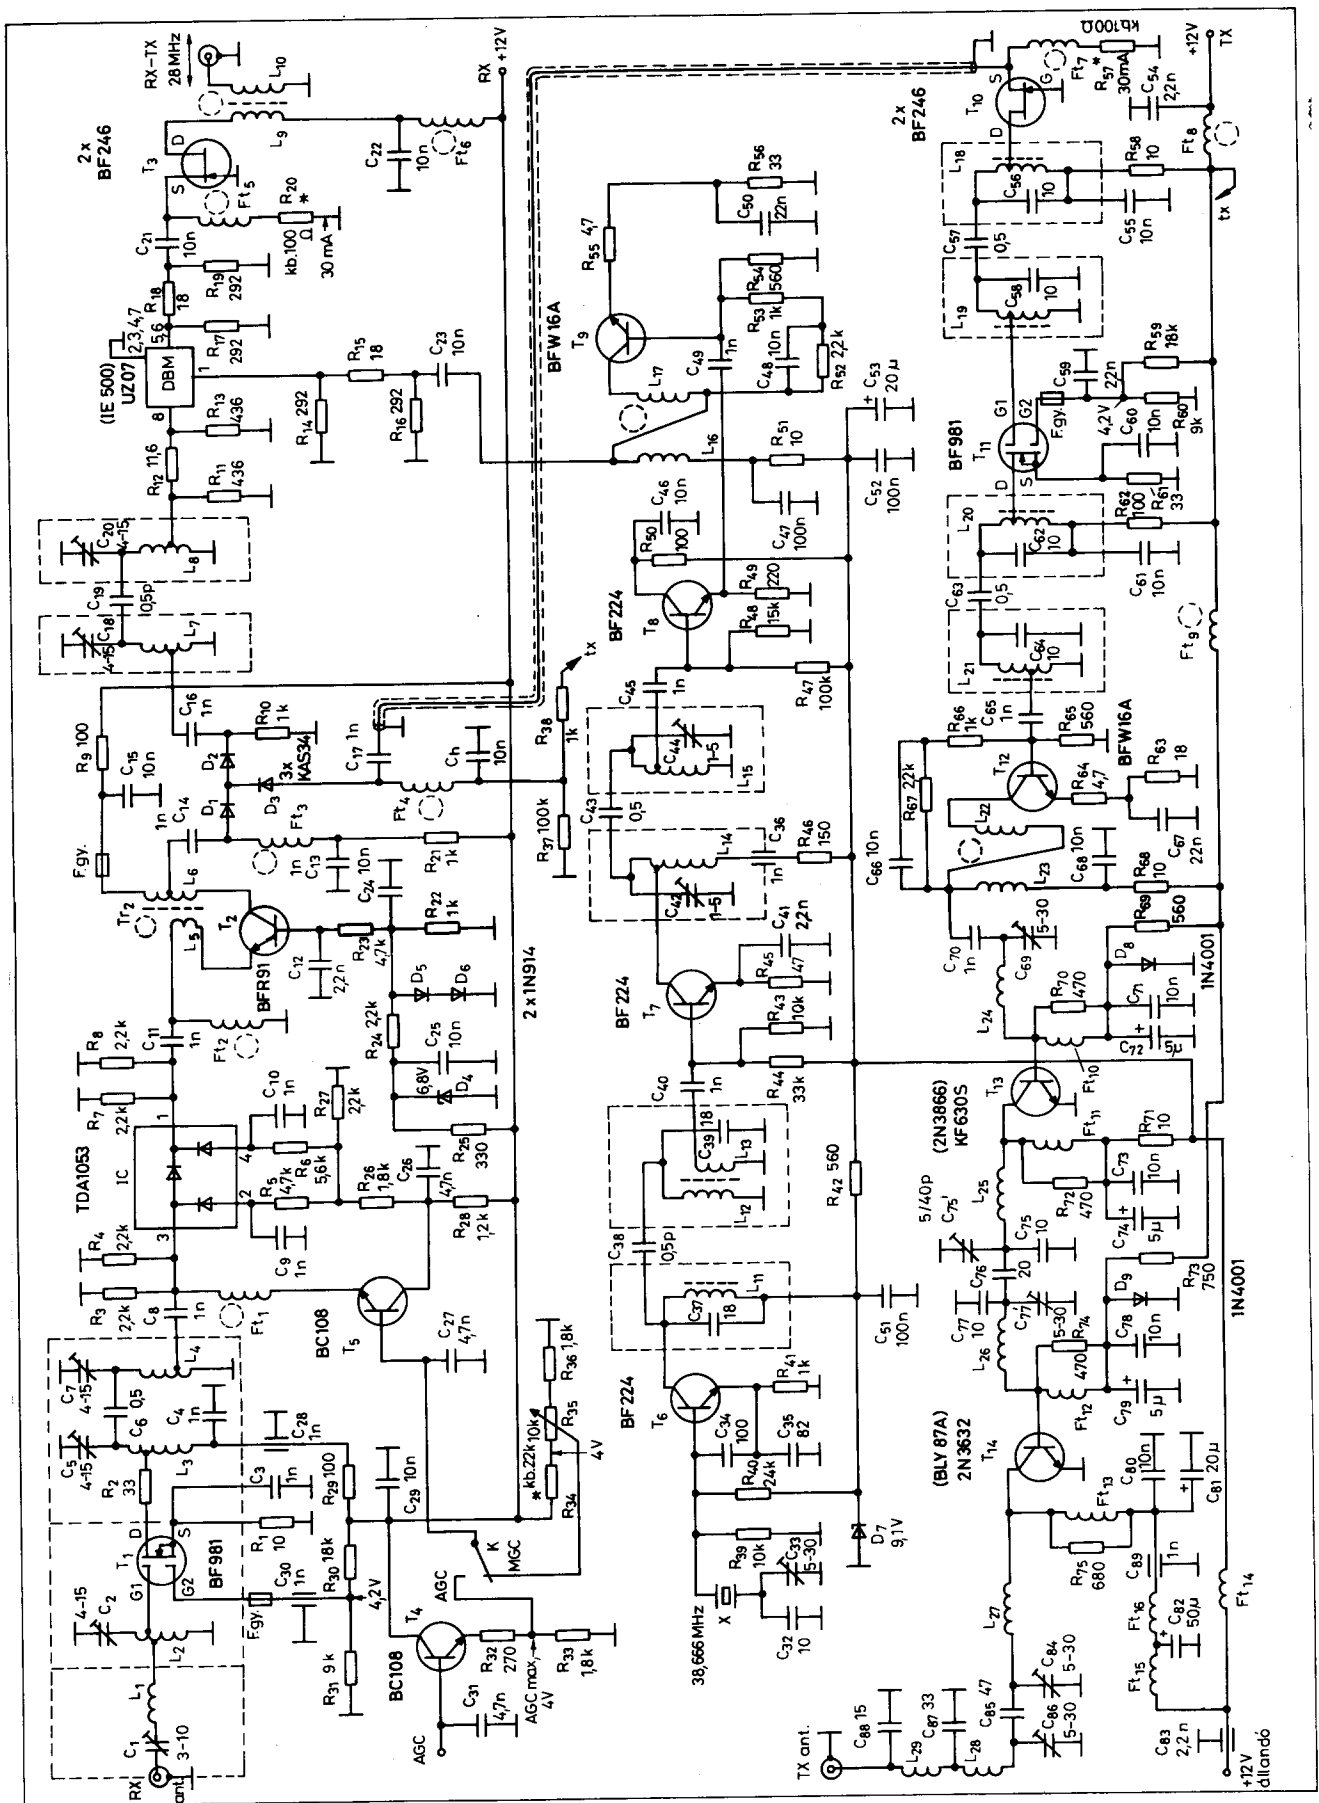 RX ant.
C1
3-10
L1
4-15
C2
L2
G1
G2
T1
D
S
BF981
R1
10
C3
1n
R2
33
C5
4-15
L3
C6
0,5
C7
4-15
C4
1n
L4
C8
1n
R3
2,2k
R4
2,2k
TDA1053
IC
3
2
4
1
C9
1n
R5
4,7k
R6
5,6k
C10
1n
R27
2,2k
R7
2,2k
R8
2,2k
C11
1n
Ft1
Ft2
Tr2
L5
L6
T2
BFR91
C12
2,2n
R23
4,7k
C24
10n
R22
1k
F.gy.
C15
10n
R9 100
C14
1n
D1
D2
D3
3x
KAS34
Ft3
C13
1n
R21
1k
C16
1n
R10
1k
C17
1n
Ft4
Ch
10n
R37 100k
R38
1k
tx
4-15
C18
L7
C19
0,5p
C20
4-15
L8
R11
436
R12 11,6
R13
436
(IE 500)
UZ07
DBM
8
1
2,3,4,7
5,6
R14 292
R15
18
R16 292
C23
10n
R17
292
R18
18
R19
292
C21
10n
kb.100
Ω
R20
*
30 mA
Ft5
2x
BF246
T3
S
D
L9
L10
RX-TX
28 MHz
C22
10n
Ft6
RX
+12V
F.gy.
C30
1n
C28
1n
R29 100
R30 18k
4,2V
R31 9k
C29 10n
BC108
T4
AGC
C31
4,7n
R32
270
AGC max.
4V
R33
1,8k
AGC
K
MGC
* kb.22k
R34
10k
R35
4V
R36 1,8k
BC108
T5
C27
4,7n
R26
1,8k
R28
1,2k
C26
47n
R25
330
6,8V
D4
C25
10n
R24 2,2k
D5
D6
2x1N914
38,666 MHz
X
C32
10
C33
5-30
R39
10k
R40
24k
C34
100
C35
82
R41
1k
BF224
T6
D7
9,1V
C37
18
L11
C51
100n
C38
0,5p
L12
L13
C39
18
R42 560
C40
1n
R44
33k
R43
10k
R45
47
C41
2,2n
BF224
T7
C42
1-5
L14
C36
1n
R46
150
C43
0,5
C44
1-5
L15
C45
1n
R47
100k
R48
15k
R49
220
BF224
T8
R50
100
C46
10n
C47
100n
L16
R51
10
C52
100n
C53
20µ
+
L17
C49
1n
C48
10n
R52 2,2k
R53
1k
R54
560
BFW16A
T9
R55 4,7
C50
22n
R56
33
TX ant.
C88 15
L29
C87 33
L28
C86
5-30
C85 47
C84
5-30
L27
C83
2,2n
+12V
állandó
Ft15
Ft16
C82
50µ
+
C89
1n
R75
680
Ft13
C80
10n
C81
20µ
+
Ft14
(BLY 87A)
2N3632
T14
Ft12
470
R74
C79
5µ
+
C78
10n
D9
1N4001
R73
750
L26
C77
10
C77'
5-30
C76
20
5/40p
C75'
C75
10
L25
R72
470
Ft11
C74
5µ
+
C73
10n
R71
10
(2N3866)
KF630S
T13
Ft10
R70
470
C72
5µ
+
C71
10n
D8
1N4001
R69
560
L24
C69
5-30
C70
1n
L23
L22
C68
10n
R68
10
C66 10n
R67 22k
R66
1k
C65
1n
R65
560
T12
BFW16A
R64
4,7
R63
18
C67
22n
L21
C64
10
C63
0,5
L20
C62
10
R62
100
C61
10n
Ft9
BF981
T11
D
S
G1
G2
F.gy.
4,2V
R61
33
C60
10n
R60
9k
C59
22n
R59
18k
L19
C58
10
C57
0,5
L18
C56
10
C55
10n
R58
10
tx
2x
BF246
T10
D
S
G
Ft7
*
R57
kb.100Ω
30mA
C54
2,2n
Ft8
+12V
TX